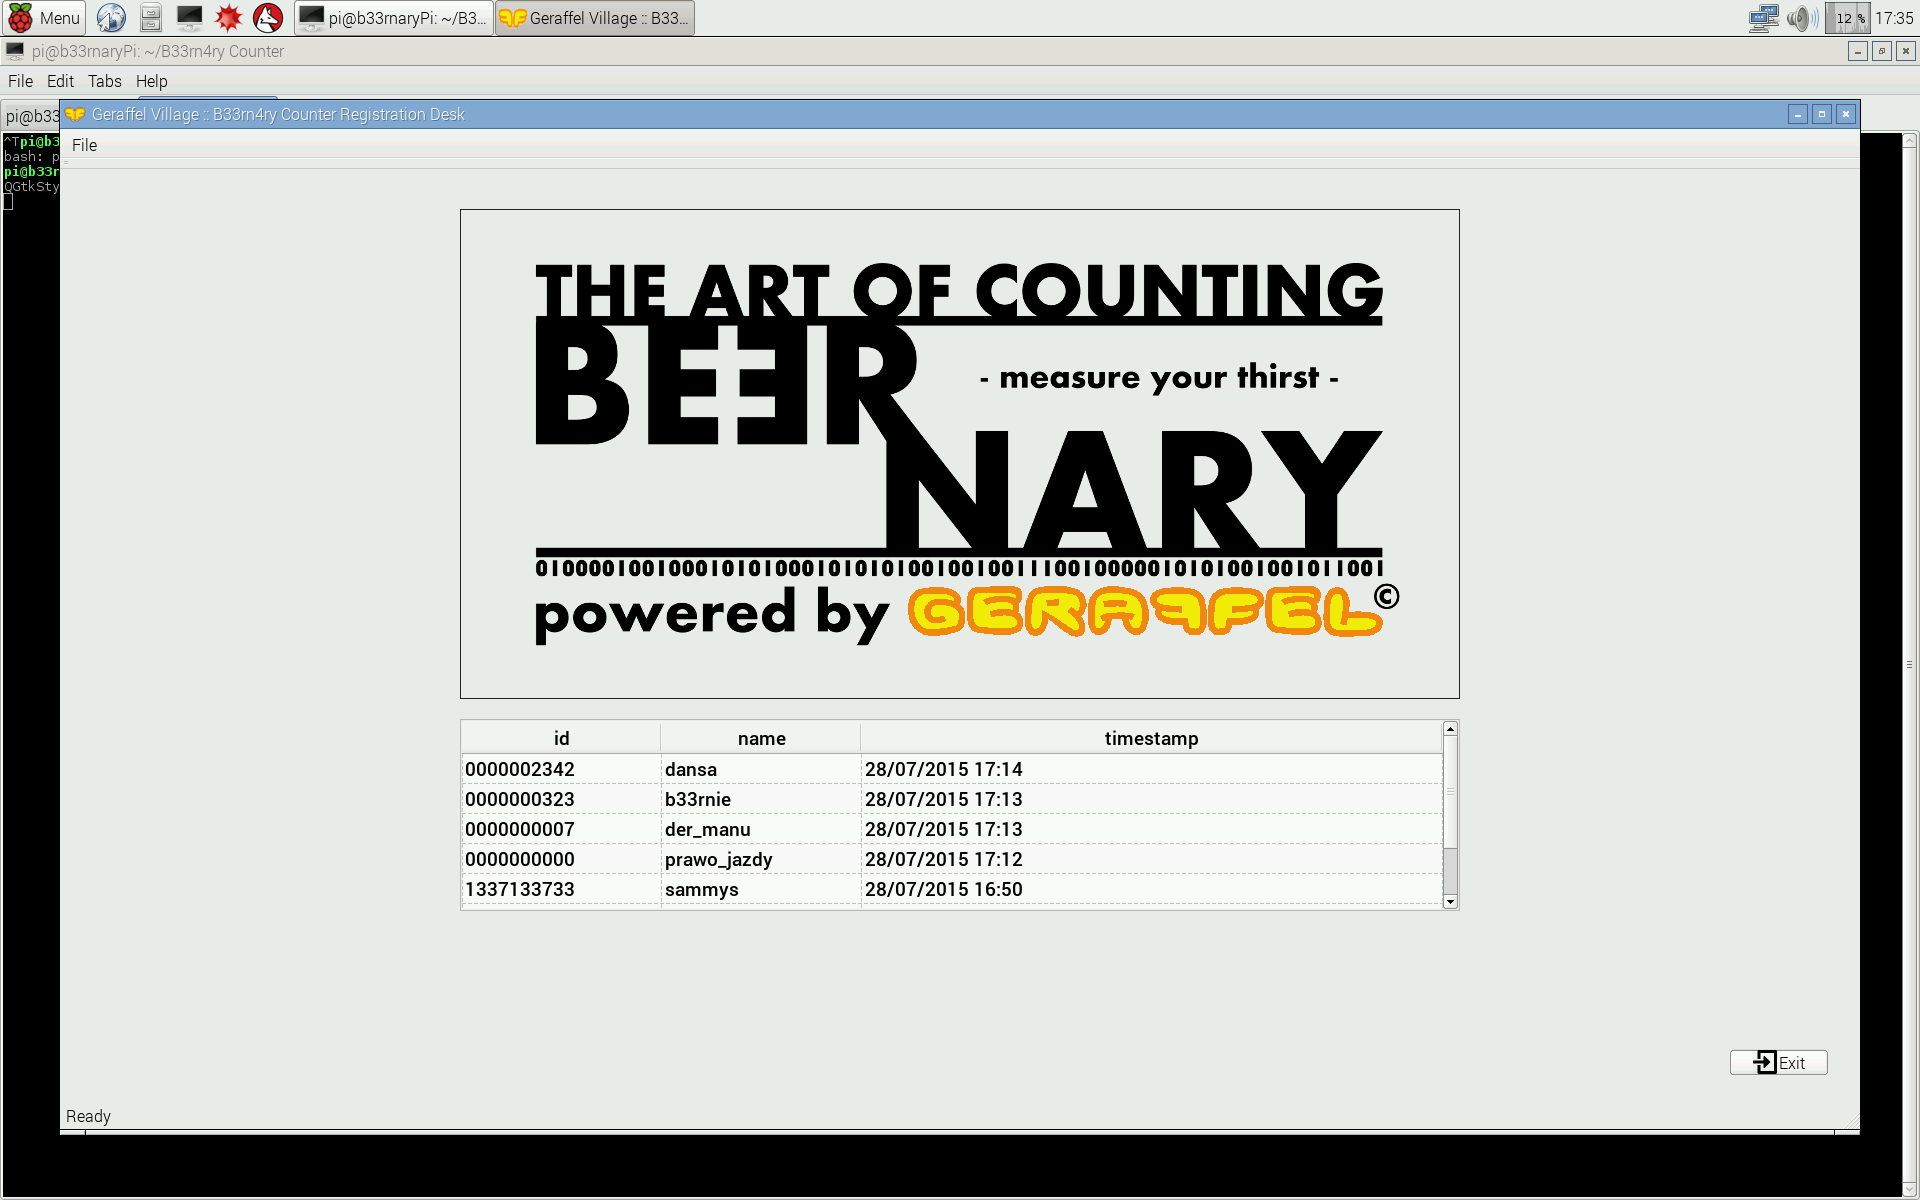 Menu pi@b33rnaryPi: ~/B3... Geraffel Village :: B33... 12 % 17:35
pi@b33rnaryPi: ~/B33rn4ry Counter
File Edit Tabs Help
pi@b33
Geraffel Village :: B33rn4ry Counter Registration Desk
^Tpi@b3
File
bash: p
pi@b33r
QGtkSty
THE ART OF COUNTING
BEER
- measure your thirst -
NARY
0100001001000101010001010101001001001110010000010101001001011001
powered by GERAFFEL©
id name timestamp
0000002342 dansa 28/07/2015 17:14
0000000323 b33rnie 28/07/2015 17:13
0000000007 der_manu 28/07/2015 17:13
0000000000 prawo_jazdy 28/07/2015 17:12
1337133733 sammys 28/07/2015 16:50
Exit
Ready